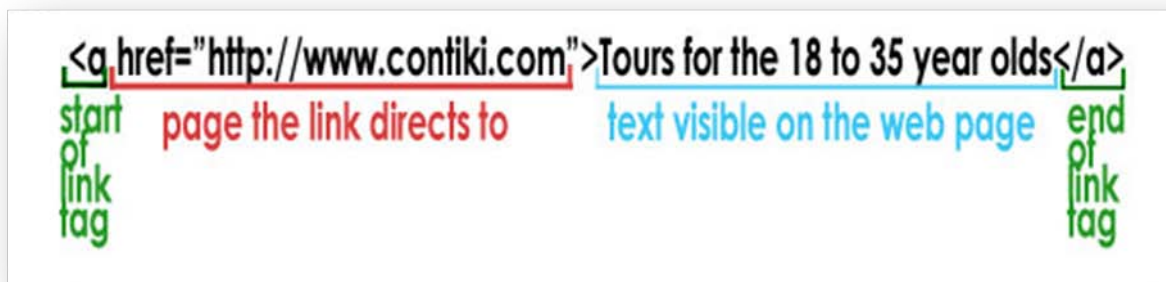 <a href=”http://www.contiki.com”>Tours for the 18 to 35 year olds</a>
start
of
link
tag
page the link directs to
text visible on the web page
end
of
link
tag